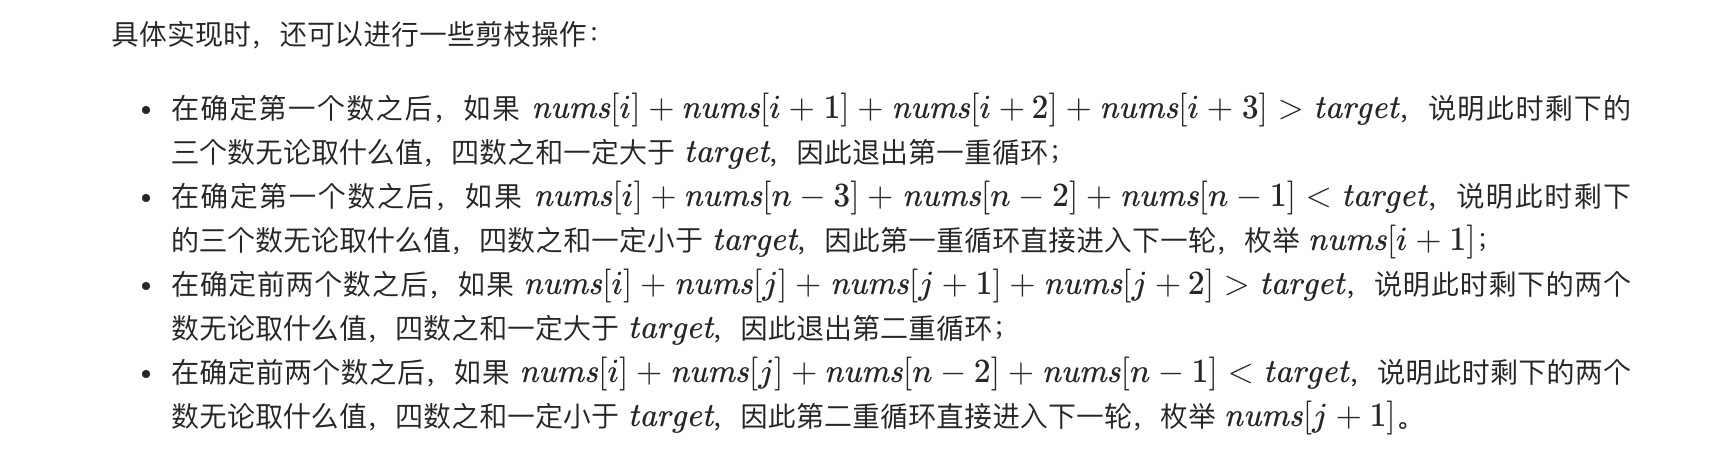 具体实现时，还可以进行一些剪枝操作：
• 在确定第一个数之后，如果 nums[i] + nums[i + 1] + nums[i + 2] + nums[i + 3] > target，说明此时剩下的
三个数无论取什么值，四数之和一定大于 target，因此退出第一重循环；
• 在确定第一个数之后，如果 nums[i] + nums[n − 3] + nums[n − 2] + nums[n − 1] < target，说明此时剩下
的三个数无论取什么值，四数之和一定小于 target，因此第一重循环直接进入下一轮，枚举 nums[i + 1]；
• 在确定前两个数之后，如果 nums[i] + nums[j] + nums[j + 1] + nums[j + 2] > target，说明此时剩下的两个
数无论取什么值，四数之和一定大于 target，因此退出第二重循环；
• 在确定前两个数之后，如果 nums[i] + nums[j] + nums[n − 2] + nums[n − 1] < target，说明此时剩下的两个
数无论取什么值，四数之和一定小于 target，因此第二重循环直接进入下一轮，枚举 nums[j + 1]。